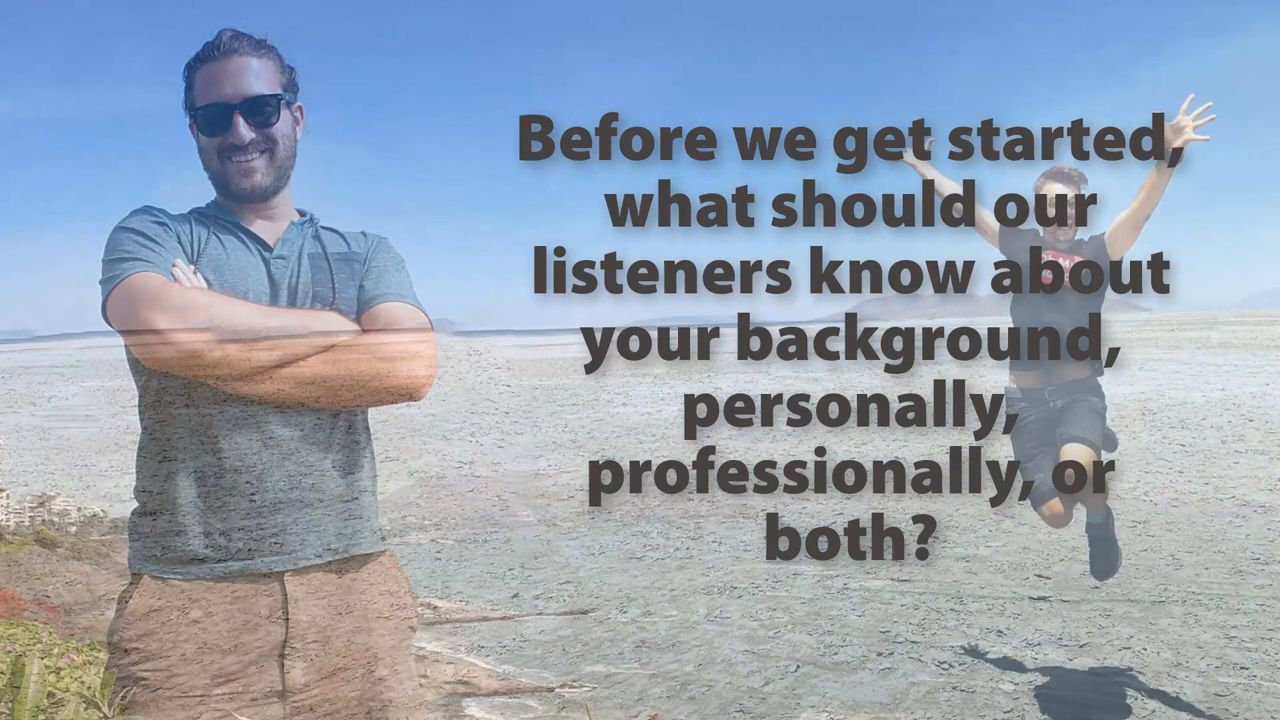 Before we get started,
what should our
listeners know about
your background,
personally,
professionally, or
both?